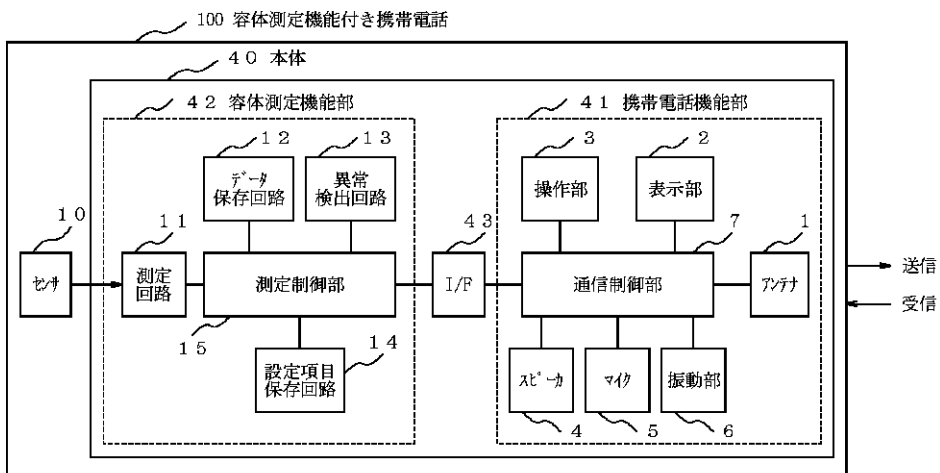 100 容体測定機能付き携帯電話
40 本体
42 容体測定機能部
41 携帯電話機能部
12
13
3
2
データ
保存回路
異常
検出回路
操作部
表示部
10
11
43
7
1
センサ
測定
回路
測定制御部
I/F
通信制御部
アンテナ
送信
受信
15
14
設定項目
保存回路
スピーカ
マイク
振動部
4
5
6